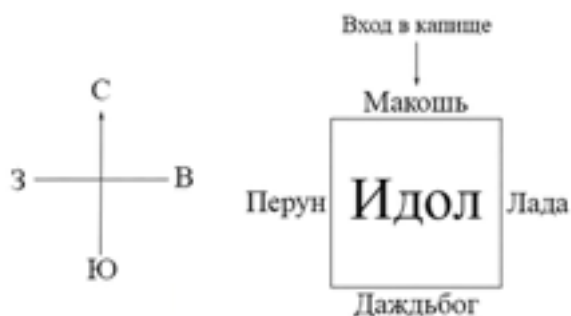 Вход в капище
С
Макошь
З
В
Перун
Идол
Лада
Ю
Даждьбог